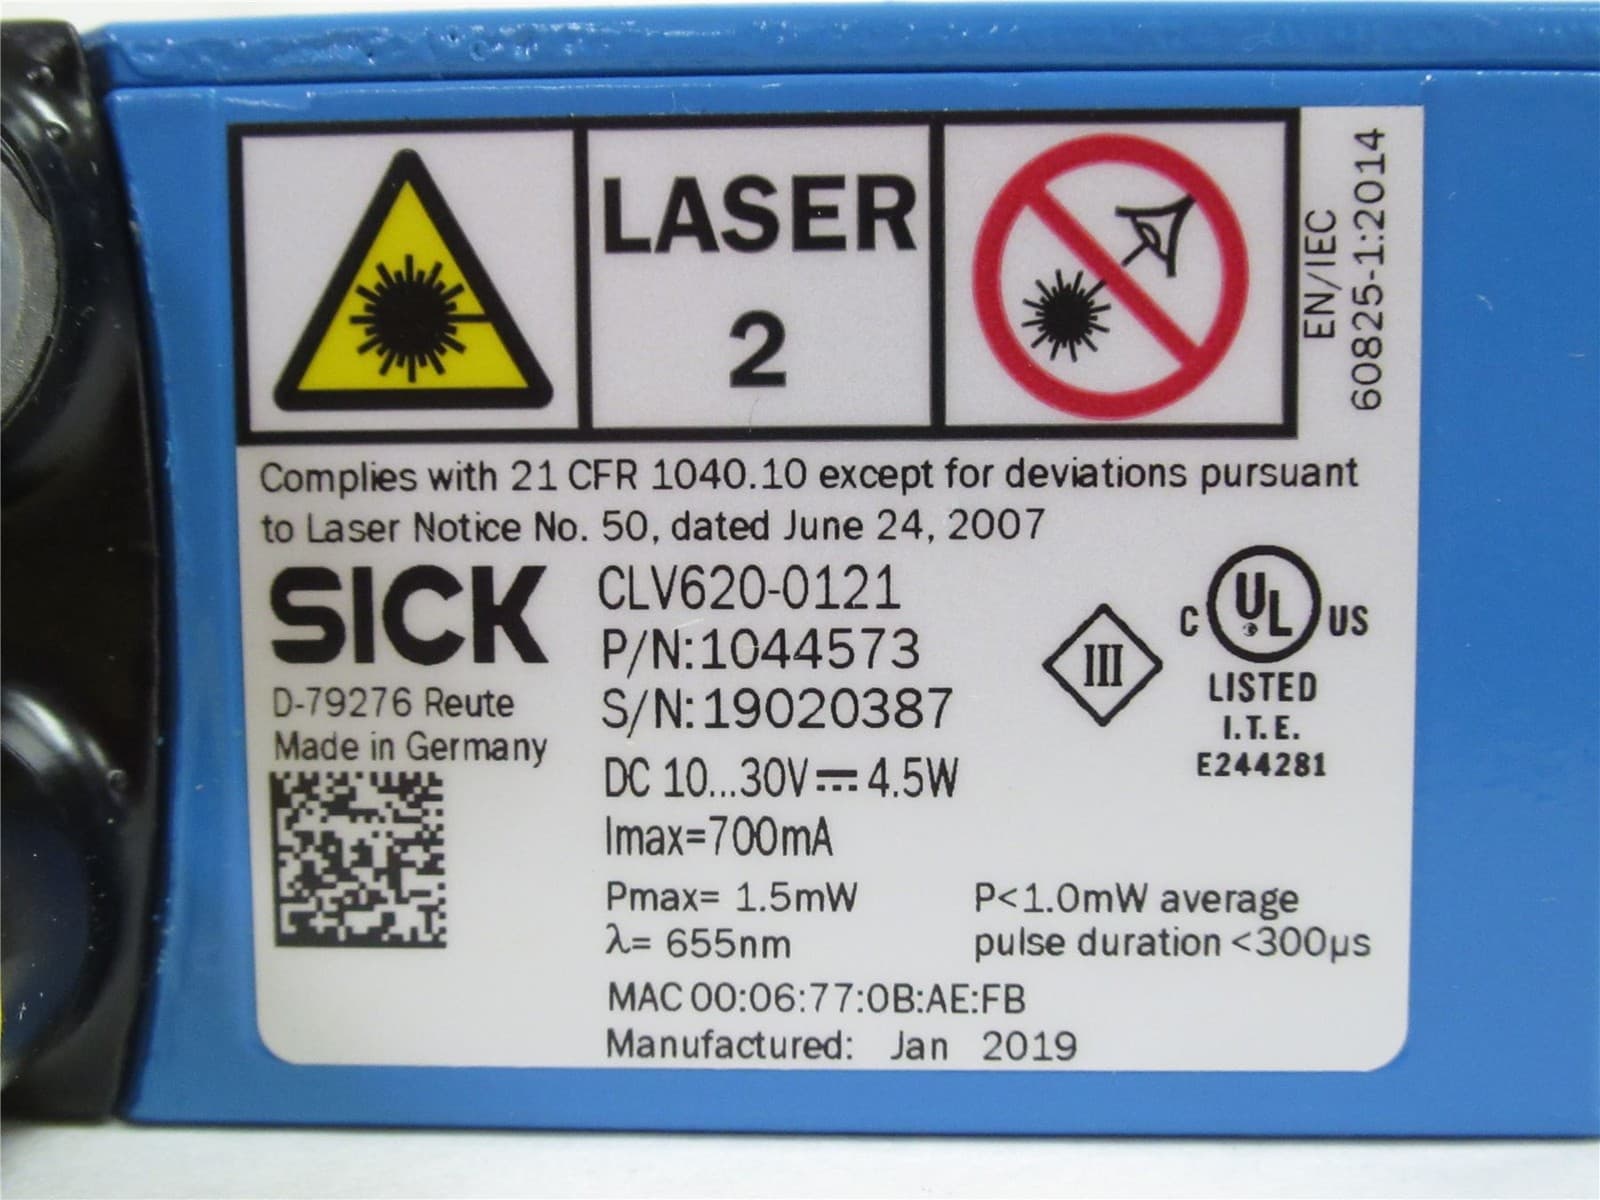 LASER
2
EN/IEC
60825-1:2014
Complies with 21 CFR 1040.10 except for deviations pursuant
to Laser Notice No. 50, dated June 24, 2007
SICK
D-79276 Reute
Made in Germany
CLV620-0121
P/N:1044573
S/N:19020387
DC 10...30V⎓4.5W
Imax=700mA
Pmax= 1.5mW
λ= 655nm
P<1.0mW average
pulse duration <300µs
MAC 00:06:77:0B:AE:FB
Manufactured: Jan 2019
III
C UL US
LISTED
I.T.E.
E244281